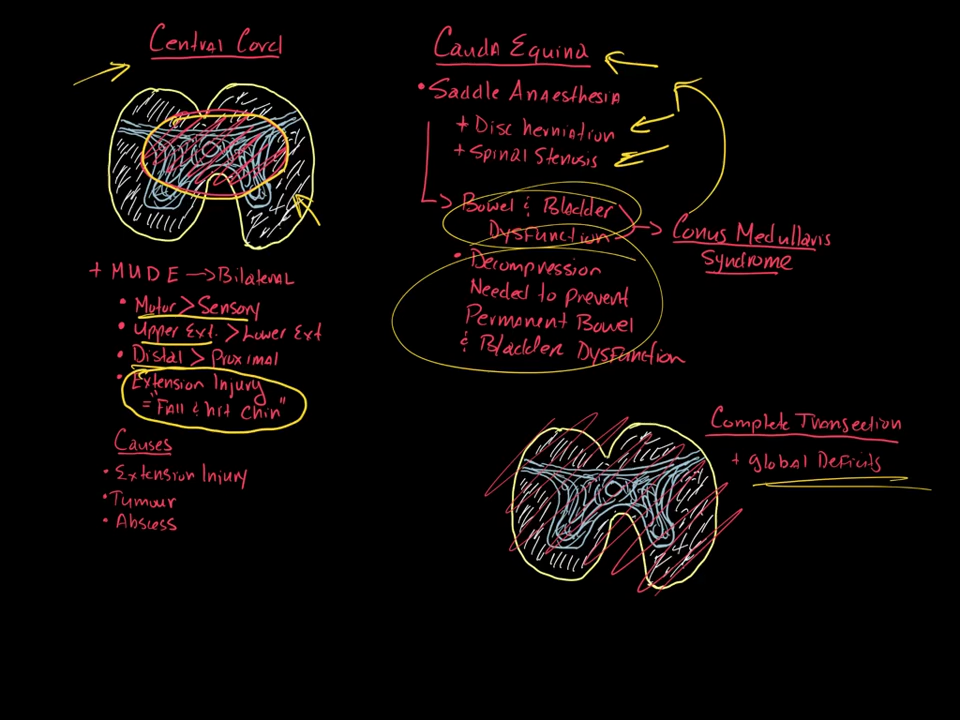 Central Cord
+ MUDE → Bilateral
• Motor > Sensory
• Upper Ext. > Lower Ext
• Distal > Proximal
• Extension Injury
= "Fall & hit chin"
Causes
• Extension Injury
• Tumour
• Abscess
Cauda Equina
• Saddle Anaesthesia
+ Disc herniation
+ Spinal Stenosis
→ Bowel & Bladder
Dysfunction
→ Conus Medullaris
Syndrome
• Decompression
Needed to prevent
Permanent Bowel
& Bladder Dysfunction
Complete Transection
+ Global Deficits